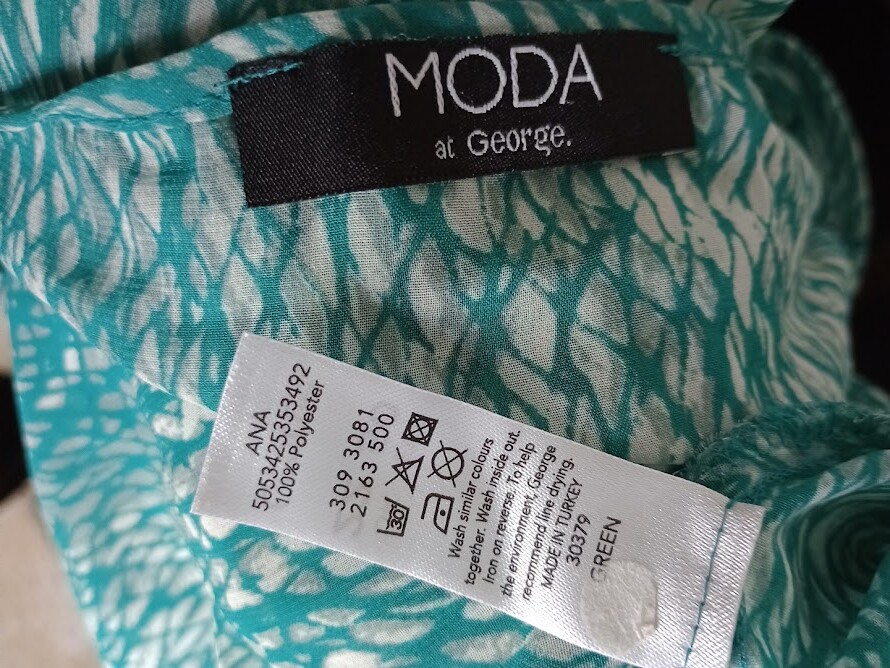 MODA
at George.
ANA
5053425353492
100% Polyester
309 3081
2163 500
30°
Wash similar colours
together. Wash inside out.
Iron on reverse. To help
the environment, George
recommend line drying.
MADE IN TURKEY
30379
GREEN